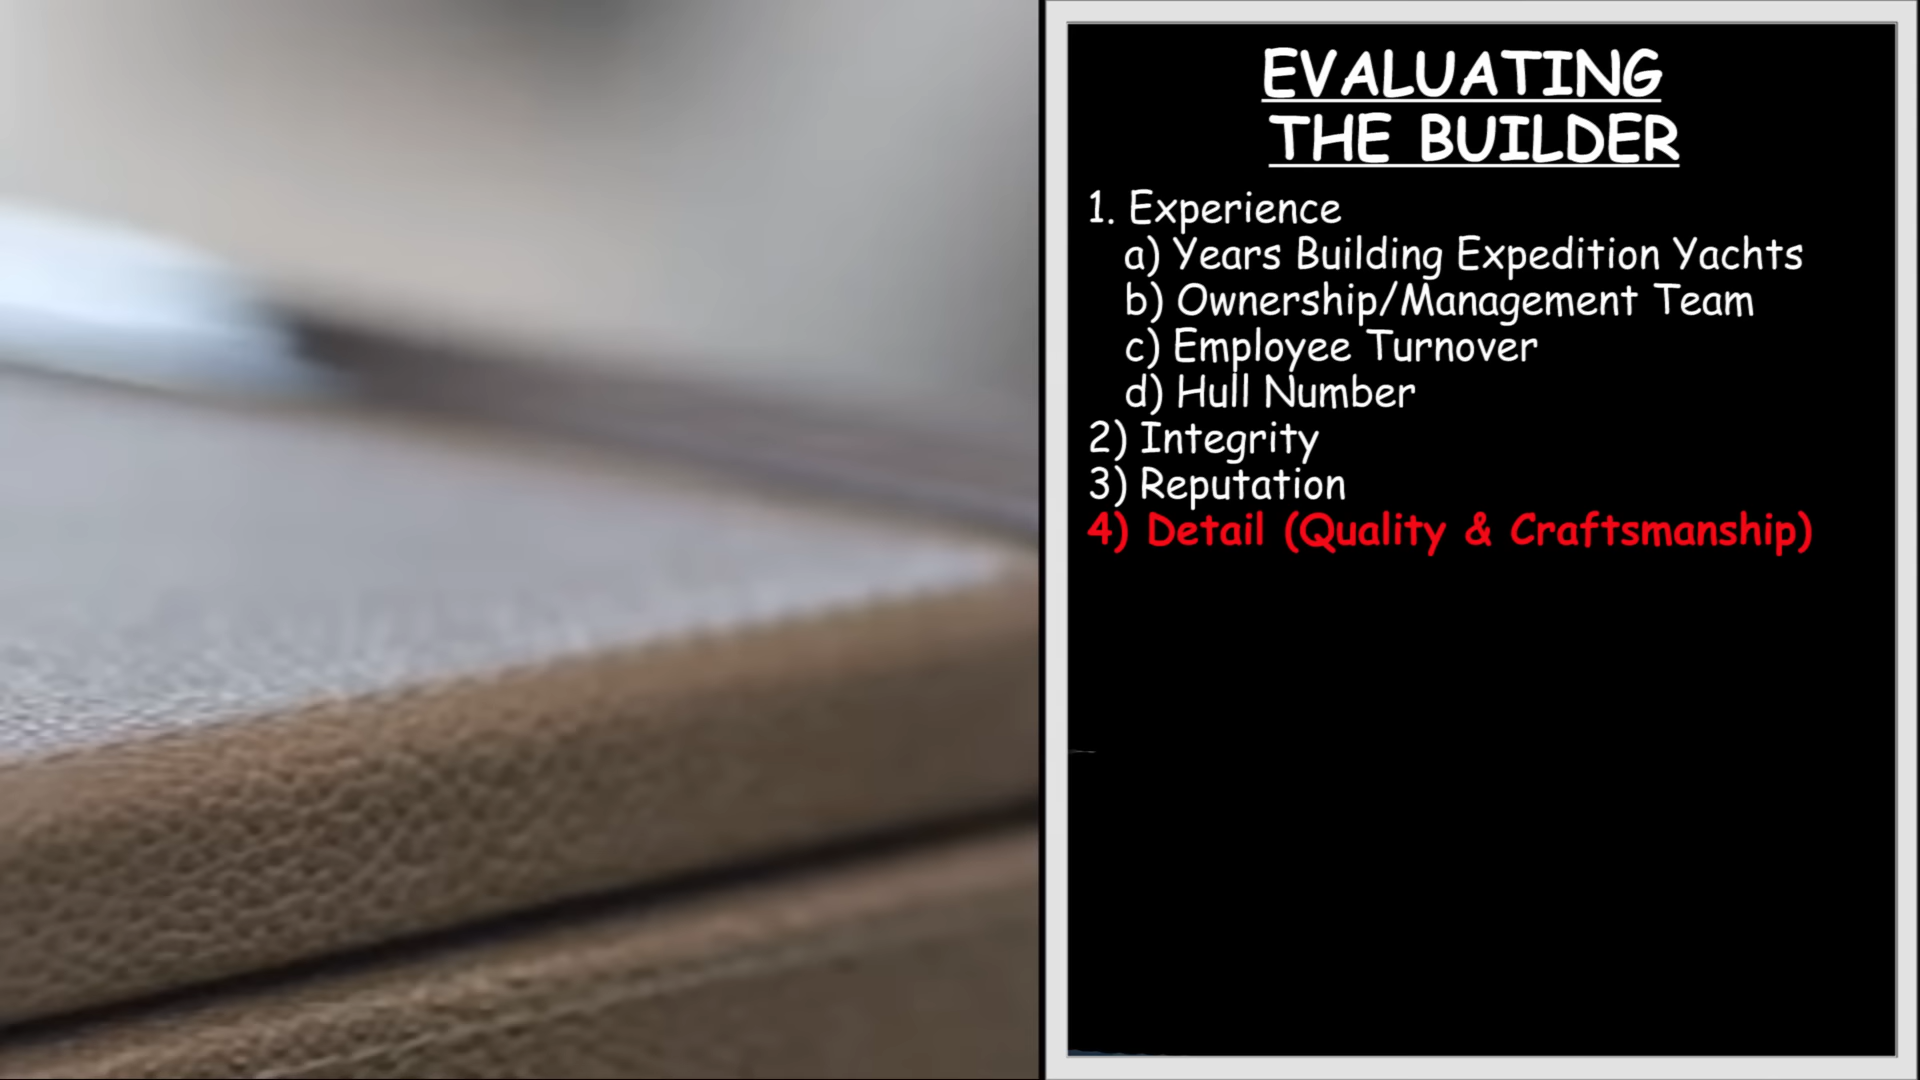 EVALUATING
THE BUILDER
1. Experience
a) Years Building Expedition Yachts
b) Ownership/Management Team
c) Employee Turnover
d) Hull Number
2) Integrity
3) Reputation
4) Detail (Quality & Craftsmanship)